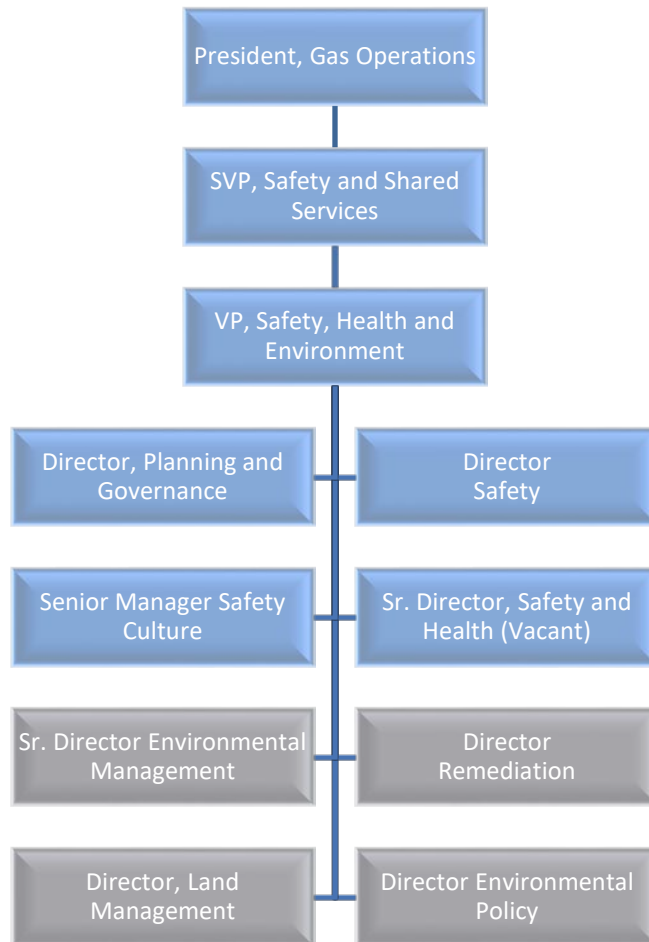 President, Gas Operations
SVP, Safety and Shared
Services
VP, Safety, Health and
Environment
Director, Planning and
Governance
Director
Safety
Senior Manager Safety
Culture
Sr. Director, Safety and
Health (Vacant)
Sr. Director Environmental
Management
Director
Remediation
Director, Land
Management
Director Environmental
Policy